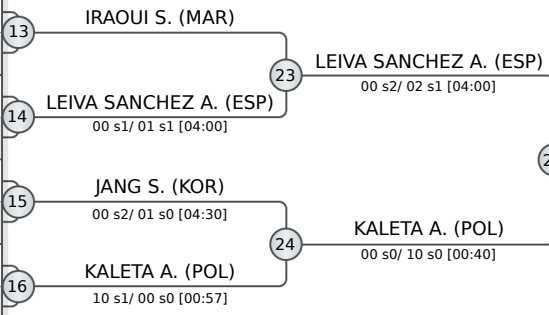 13
IRAOUI S. (MAR)
23
LEIVA SANCHEZ A. (ESP)
00 s2/ 02 s1 [04:00]
14
LEIVA SANCHEZ A. (ESP)
00 s1/ 01 s1 [04:00]
15
JANG S. (KOR)
00 s2/ 01 s0 [04:30]
24
KALETA A. (POL)
00 s0/ 10 s0 [00:40]
16
KALETA A. (POL)
10 s1/ 00 s0 [00:57]